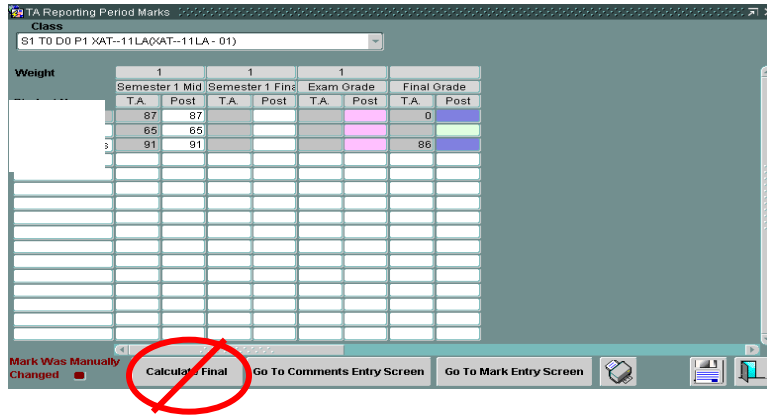 TA Reporting Period Marks
Class
S1 T0 D0 P1 XAT--11LA(XAT--11LA - 01)
Weight 1 1 1
Semester 1 Mid Semester 1 Fina Exam Grade Final Grade
T.A. Post T.A. Post T.A. Post T.A. Post
87 87 0
65 65
s 91 91 86
Mark Was Manually
Changed
Calculate Final Go To Comments Entry Screen Go To Mark Entry Screen